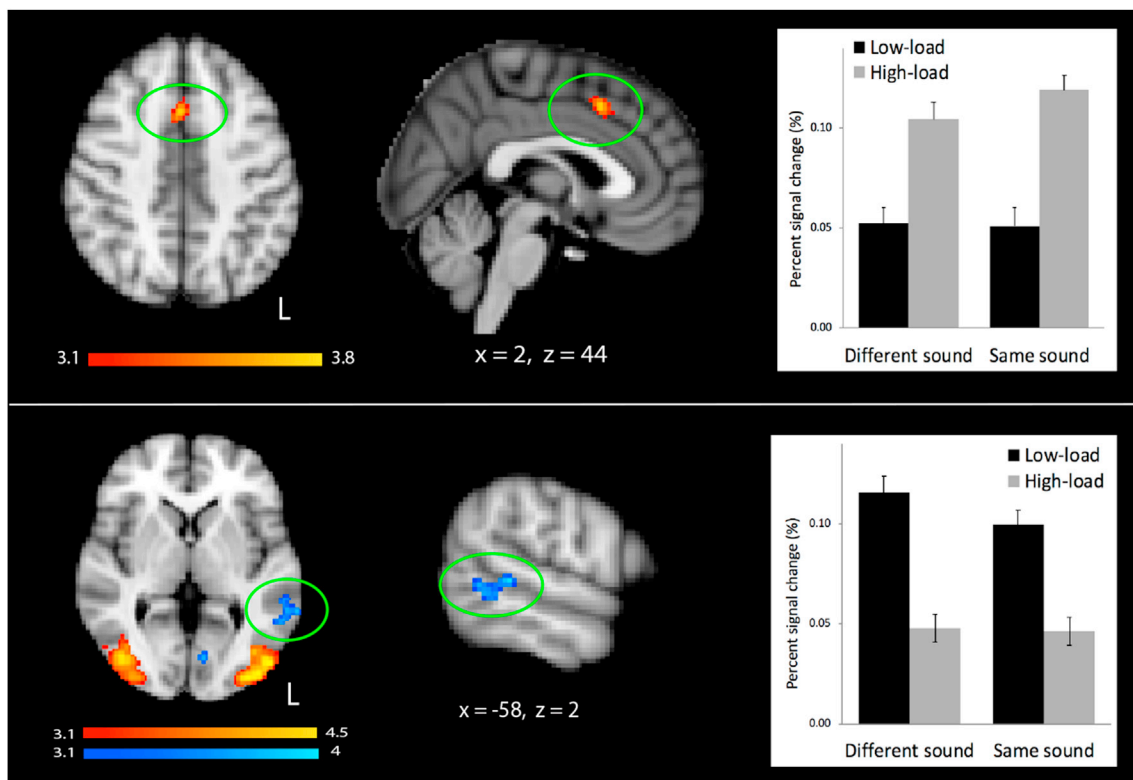 L
3.1 3.8
x = 2, z = 44
Low-load
High-load
Percent signal change (%)
0.10
0.05
0.00
Different sound Same sound
L
3.1 4.5
3.1 4
x = -58, z = 2
Low-load
High-load
Percent signal change (%)
0.10
0.05
0.00
Different sound Same sound